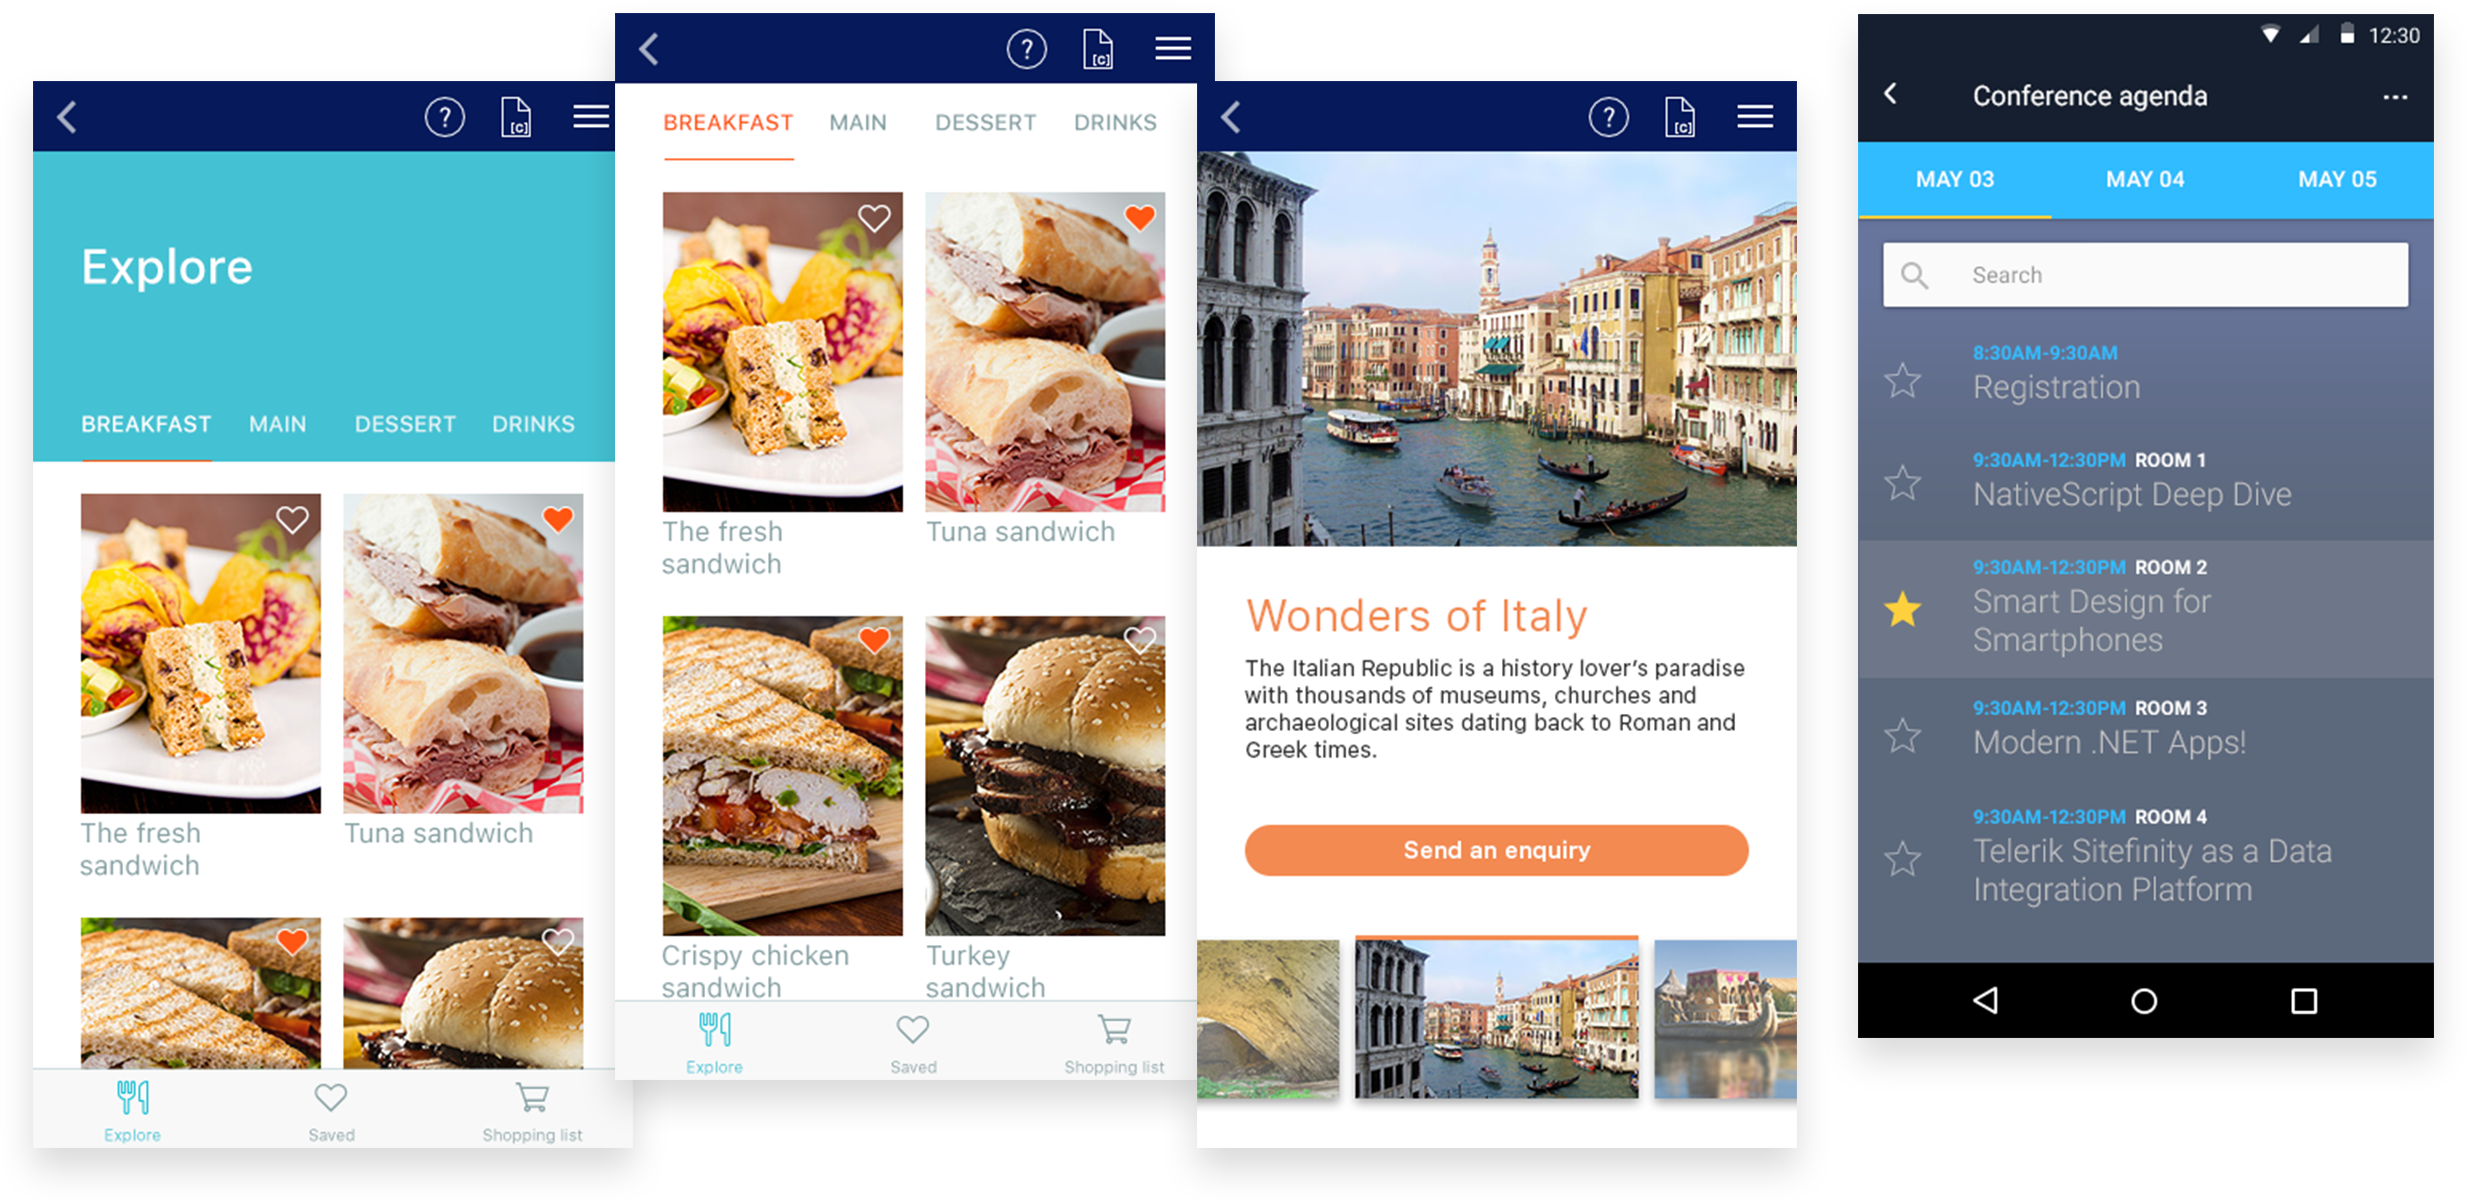 ?
[C]
Explore
BREAKFAST MAIN DESSERT DRINKS
The fresh
sandwich
Tuna sandwich
Explore
Saved
Shopping list
?
[C]
BREAKFAST MAIN DESSERT DRINKS
The fresh
sandwich
Tuna sandwich
Crispy chicken
sandwich
Turkey
sandwich
Explore
Saved
Shopping list
?
[C]
Wonders of Italy
The Italian Republic is a history lover’s paradise
with thousands of museums, churches and
archaeological sites dating back to Roman and
Greek times.
Send an enquiry
12:30
Conference agenda
...
MAY 03 MAY 04 MAY 05
Search
8:30AM-9:30AM
Registration
9:30AM-12:30PM ROOM 1
NativeScript Deep Dive
9:30AM-12:30PM ROOM 2
Smart Design for
Smartphones
9:30AM-12:30PM ROOM 3
Modern .NET Apps!
9:30AM-12:30PM ROOM 4
Telerik Sitefinity as a Data
Integration Platform